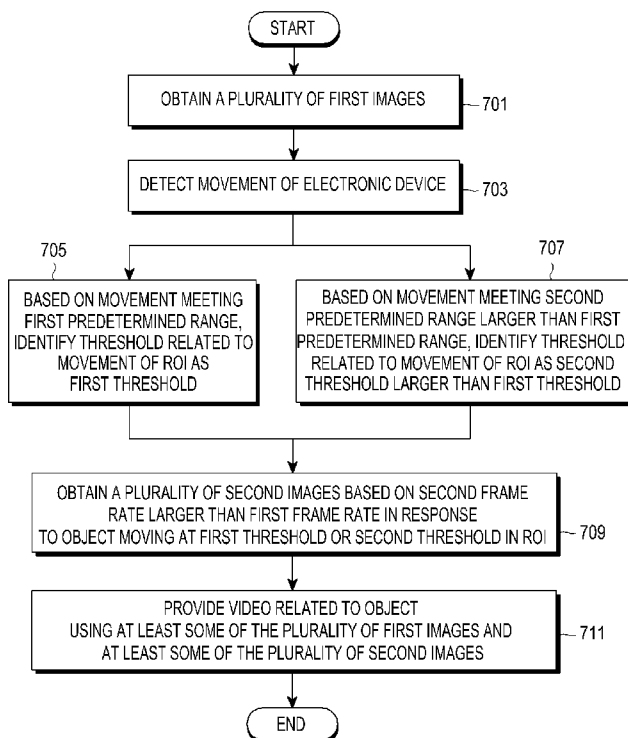 START
OBTAIN A PLURALITY OF FIRST IMAGES
701
DETECT MOVEMENT OF ELECTRONIC DEVICE
703
705
BASED ON MOVEMENT MEETING
FIRST PREDETERMINED RANGE,
IDENTIFY THRESHOLD RELATED TO
MOVEMENT OF ROI AS
FIRST THRESHOLD
707
BASED ON MOVEMENT MEETING SECOND
PREDETERMINED RANGE LARGER THAN FIRST
PREDETERMINED RANGE, IDENTIFY THRESHOLD
RELATED TO MOVEMENT OF ROI AS SECOND
THRESHOLD LARGER THAN FIRST THRESHOLD
OBTAIN A PLURALITY OF SECOND IMAGES BASED ON SECOND FRAME
RATE LARGER THAN FIRST FRAME RATE IN RESPONSE
TO OBJECT MOVING AT FIRST THRESHOLD OR SECOND THRESHOLD IN ROI
709
PROVIDE VIDEO RELATED TO OBJECT
USING AT LEAST SOME OF THE PLURALITY OF FIRST IMAGES AND
AT LEAST SOME OF THE PLURALITY OF SECOND IMAGES
711
END